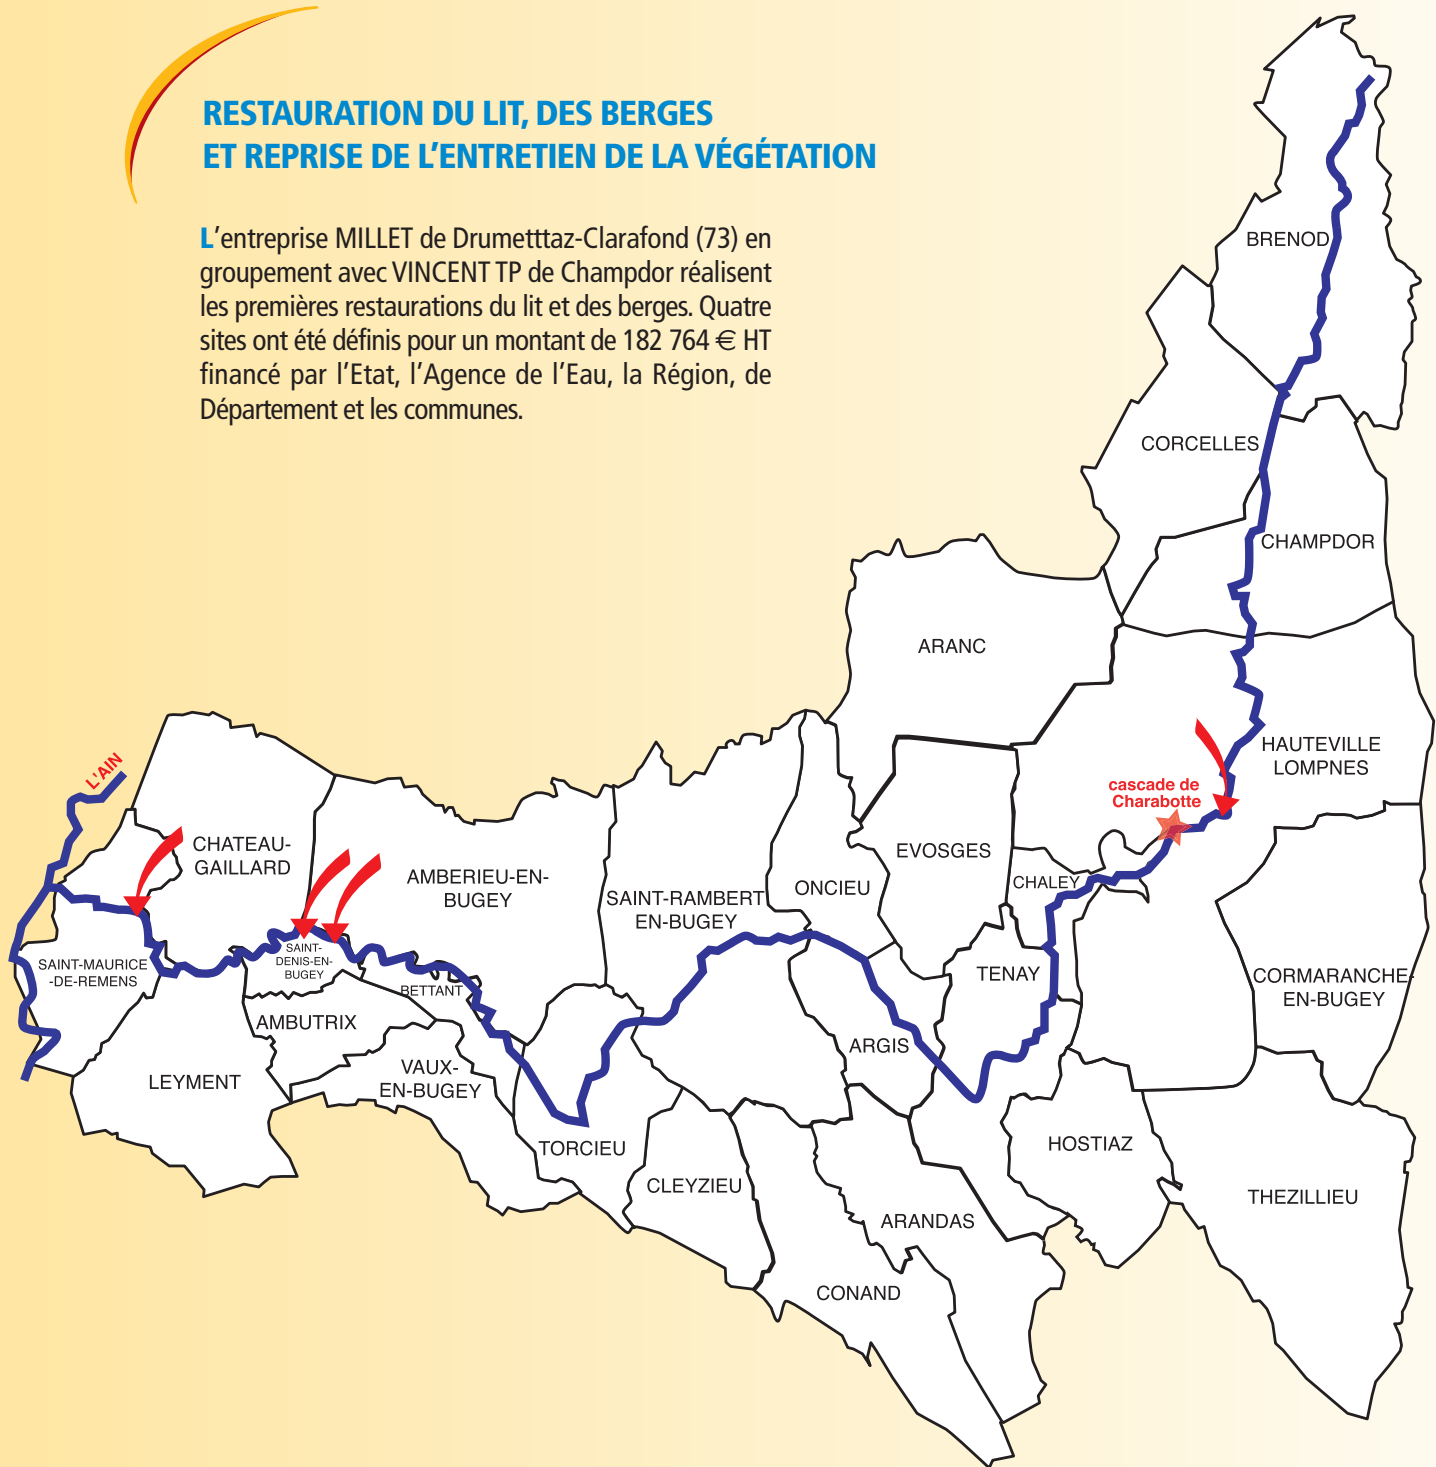 RESTAURATION DU LIT, DES BERGES
ET REPRISE DE L’ENTRETIEN DE LA VÉGÉTATION
L’entreprise MILLET de Drumetttaz-Clarafond (73) en
groupement avec VINCENT TP de Champdor réalisent
les premières restaurations du lit et des berges. Quatre
sites ont été définis pour un montant de 182 764 € HT
financé par l’Etat, l’Agence de l’Eau, la Région, de
Département et les communes.
BRENOD
CORCELLES
CHAMPDOR
ARANC
HAUTEVILLE
LOMPNES
cascade de
Charabotte
L'AIN
CHATEAU-
GAILLARD
AMBERIEU-EN-
BUGEY
SAINT-RAMBERT
EN-BUGEY
ONCIEU
EVOSGES
CHALEY
SAINT-MAURICE
-DE-REMENS
SAINT-
DENIS-EN-
BUGEY
BETTANT
TENAY
CORMARANCHE-
EN-BUGEY
AMBUTRIX
ARGIS
LEYMENT
VAUX-
EN-BUGEY
TORCIEU
HOSTIAZ
CLEYZIEU
THEZILLIEU
ARANDAS
CONAND